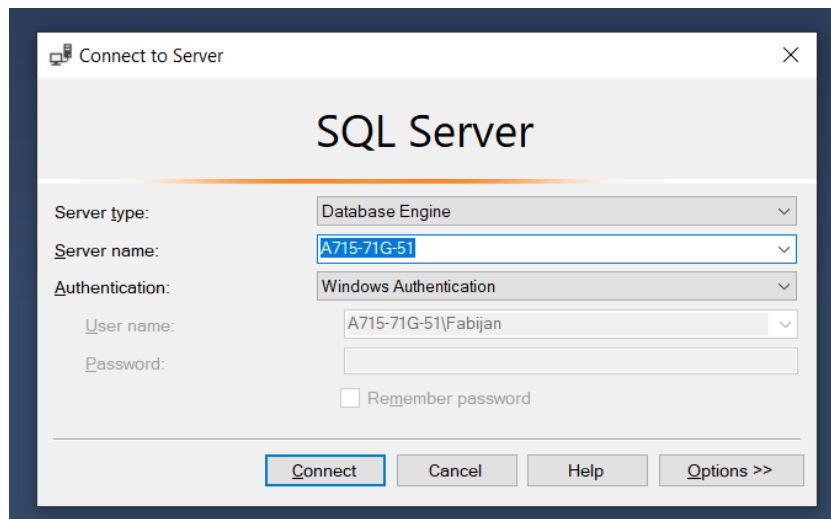 Connect to Server
SQL Server
Server type: Database Engine
Server name: A715-71G-51
Authentication: Windows Authentication
User name: A715-71G-51\Fabijan
Password:
Remember password
Connect Cancel Help Options >>